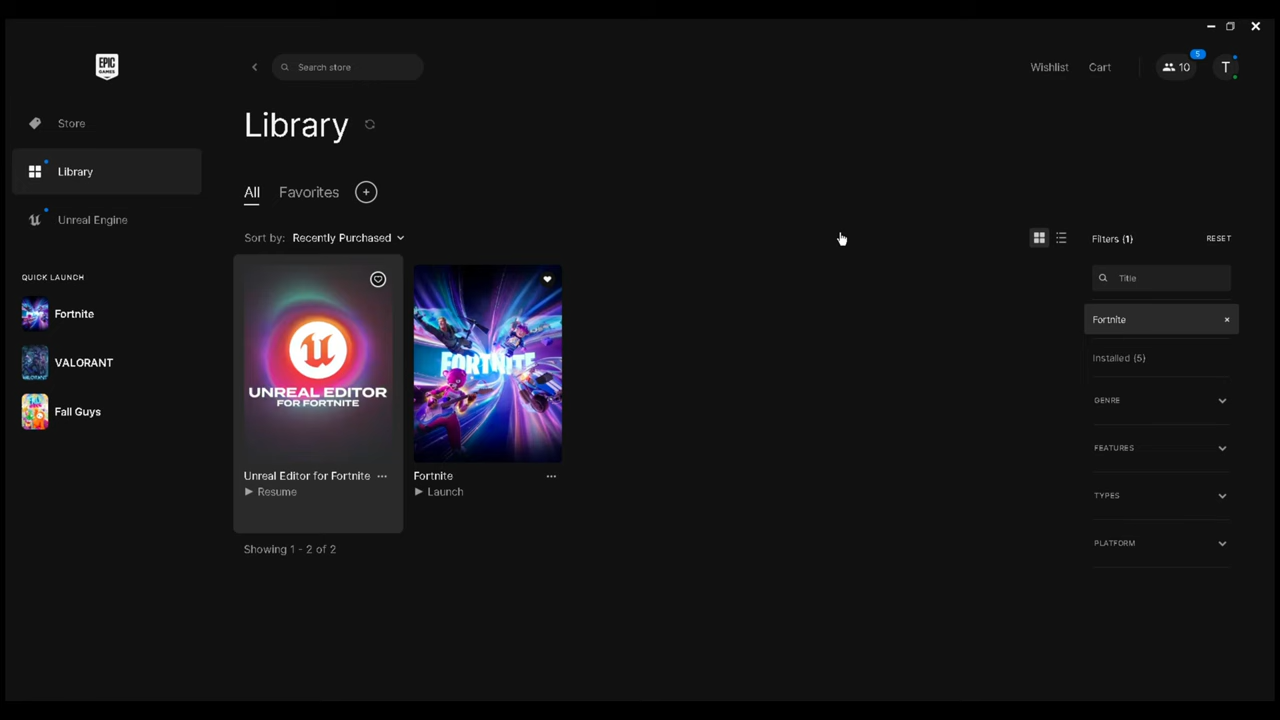 EPIC
GAMES
Search store
Wishlist
Cart
10
5
T
Store
Library
Unreal Engine
QUICK LAUNCH
Fortnite
VALORANT
Fall Guys
Library
All
Favorites
Sort by: Recently Purchased
UNREAL EDITOR
FOR FORTNITE
Unreal Editor for Fortnite
Resume
FORTNITE
Fortnite
Launch
Showing 1 - 2 of 2
Filters (1)
RESET
Title
Fortnite
Installed (5)
GENRE
FEATURES
TYPES
PLATFORM